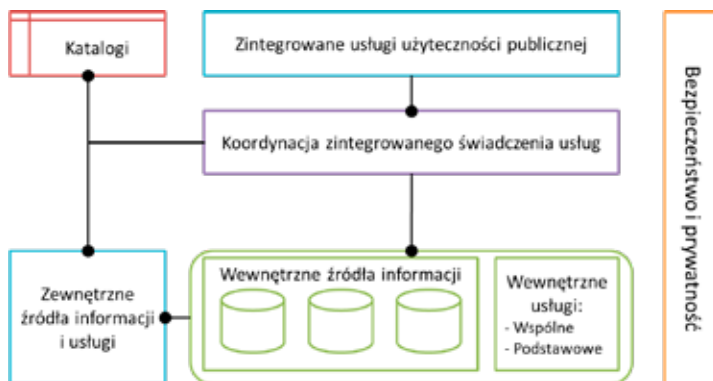 Katalogi
Zintegrowane usługi użyteczności publicznej
Koordynacja zintegrowanego świadczenia usług
Zewnętrzne
źródła informacji
i usługi
Wewnętrzne źródła informacji
Wewnętrzne
usługi:
- Wspólne
- Podstawowe
Bezpieczeństwo i prywatność